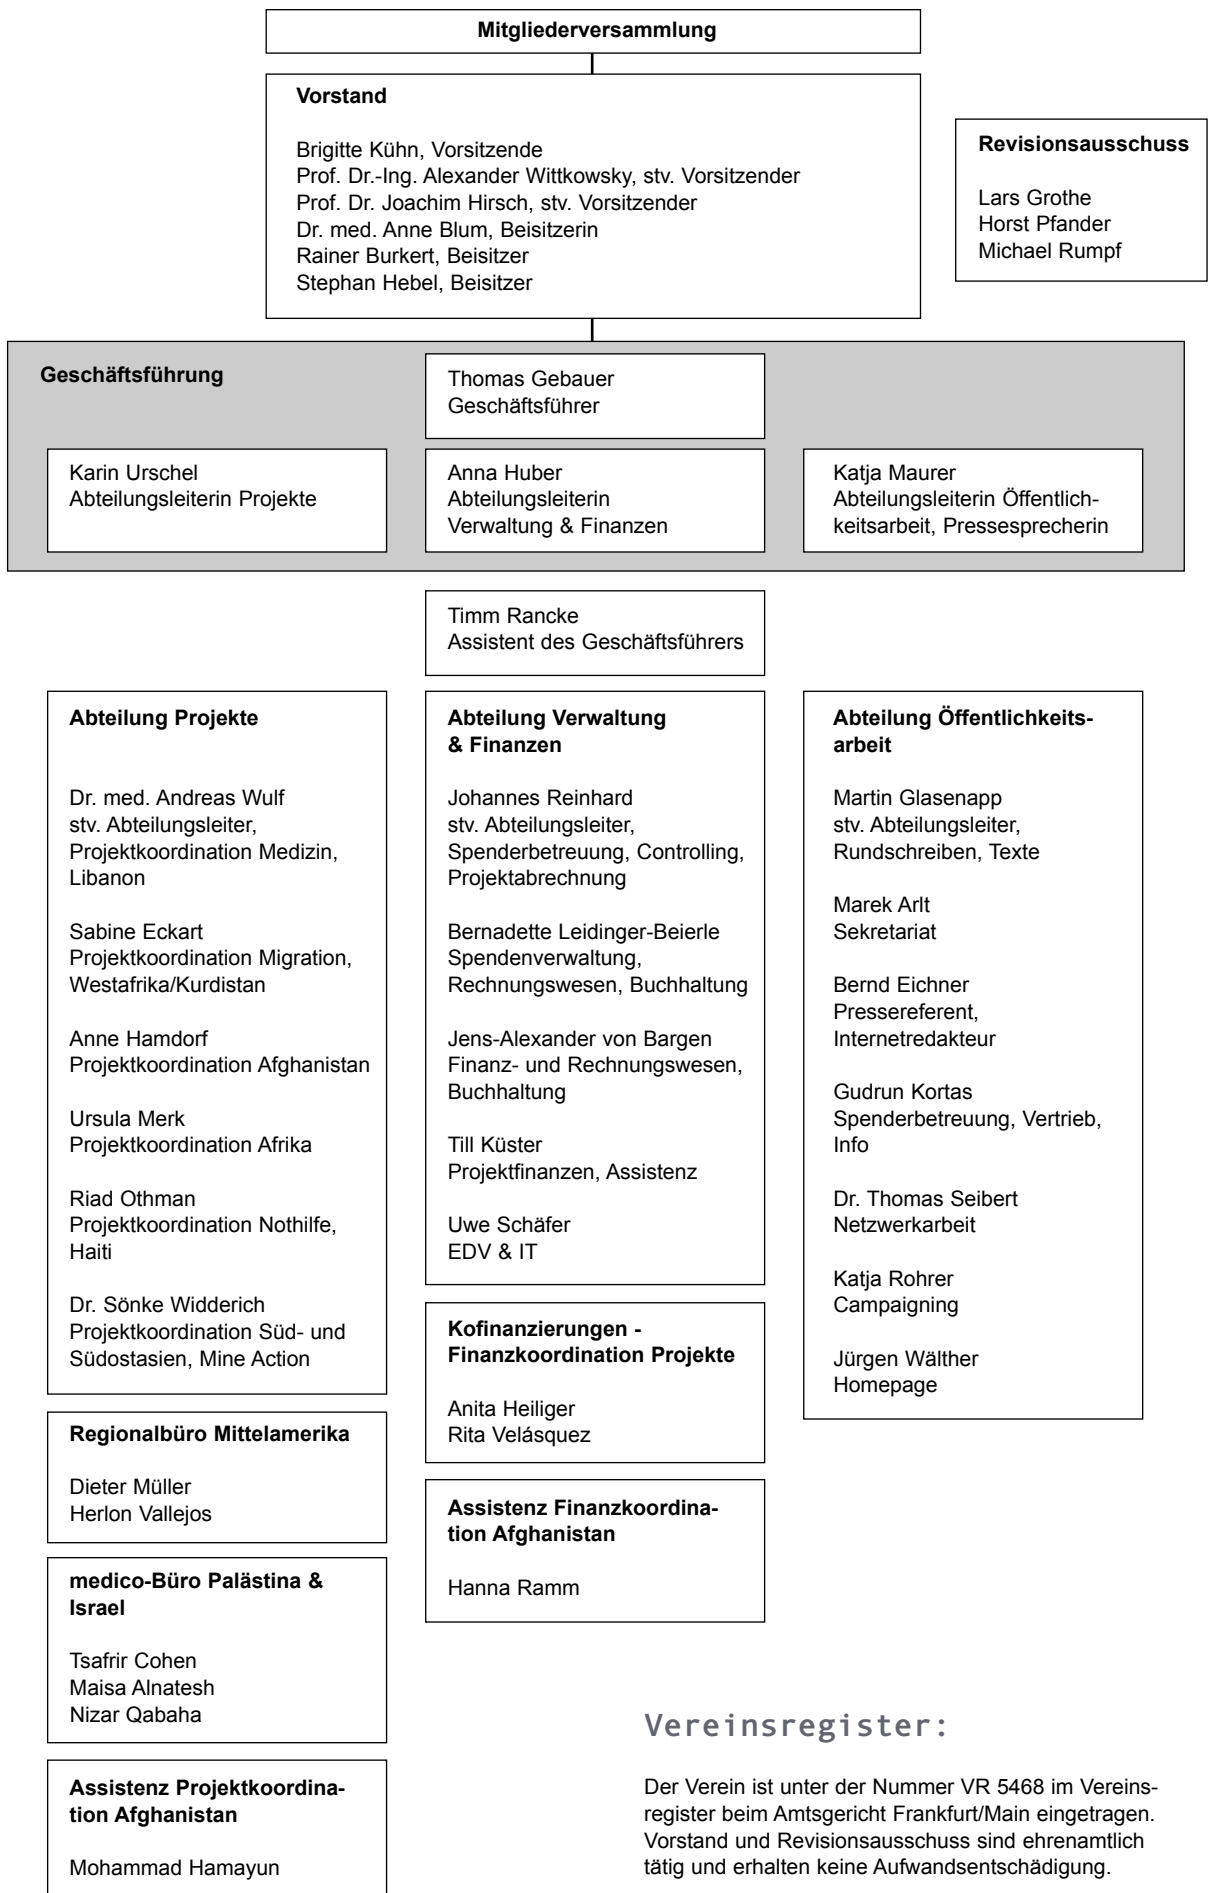 Mitgliederversammlung
Vorstand
Brigitte Kühn, Vorsitzende
Prof. Dr.-Ing. Alexander Wittkowsky, stv. Vorsitzender
Prof. Dr. Joachim Hirsch, stv. Vorsitzender
Dr. med. Anne Blum, Beisitzerin
Rainer Burkert, Beisitzer
Stephan Hebel, Beisitzer
Revisionsausschuss
Lars Grothe
Horst Pfander
Michael Rumpf
Geschäftsführung
Thomas Gebauer
Geschäftsführer
Karin Urschel
Abteilungsleiterin Projekte
Anna Huber
Abteilungsleiterin
Verwaltung & Finanzen
Katja Maurer
Abteilungsleiterin Öffentlich-
keitsarbeit, Pressesprecherin
Timm Rancke
Assistent des Geschäftsführers
Abteilung Projekte
Dr. med. Andreas Wulf
stv. Abteilungsleiter,
Projektkoordination Medizin,
Libanon
Sabine Eckart
Projektkoordination Migration,
Westafrika/Kurdistan
Anne Hamdorf
Projektkoordination Afghanistan
Ursula Merk
Projektkoordination Afrika
Riad Othman
Projektkoordination Nothilfe,
Haiti
Dr. Sönke Widderich
Projektkoordination Süd- und
Südostasien, Mine Action
Regionalbüro Mittelamerika
Dieter Müller
Herlon Vallejos
medico-Büro Palästina &
Israel
Tsafrir Cohen
Maisa Alnatesh
Nizar Qabaha
Assistenz Projektkoordina-
tion Afghanistan
Mohammad Hamayun
Abteilung Verwaltung
& Finanzen
Johannes Reinhard
stv. Abteilungsleiter,
Spenderbetreuung, Controlling,
Projektabrechnung
Bernadette Leidinger-Beierle
Spendenverwaltung,
Rechnungswesen, Buchhaltung
Jens-Alexander von Bargen
Finanz- und Rechnungswesen,
Buchhaltung
Till Küster
Projektfinanzen, Assistenz
Uwe Schäfer
EDV & IT
Kofinanzierungen -
Finanzkoordination Projekte
Anita Heiliger
Rita Velásquez
Assistenz Finanzkoordina-
tion Afghanistan
Hanna Ramm
Abteilung Öffentlichkeits-
arbeit
Martin Glasenapp
stv. Abteilungsleiter,
Rundschreiben, Texte
Marek Arlt
Sekretariat
Bernd Eichner
Pressereferent,
Internetredakteur
Gudrun Kortas
Spenderbetreuung, Vertrieb,
Info
Dr. Thomas Seibert
Netzwerkarbeit
Katja Rohrer
Campaigning
Jürgen Wälther
Homepage
Vereinsregister:
Der Verein ist unter der Nummer VR 5468 im Vereins-
register beim Amtsgericht Frankfurt/Main eingetragen.
Vorstand und Revisionsausschuss sind ehrenamtlich
tätig und erhalten keine Aufwandsentschädigung.